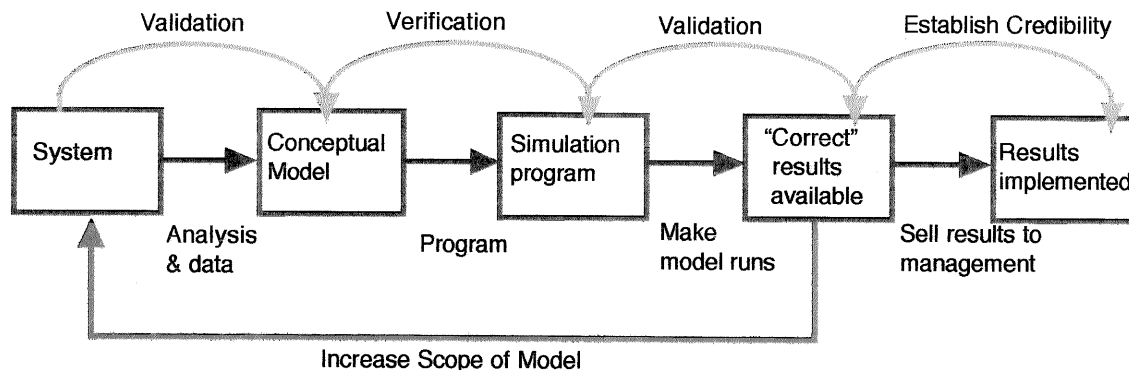 Validation
Verification
Validation
Establish Credibility
System
Conceptual
Model
Simulation
program
“Correct”
results
available
Results
implemented
Analysis
& data
Program
Make
model runs
Sell results to
management
Increase Scope of Model